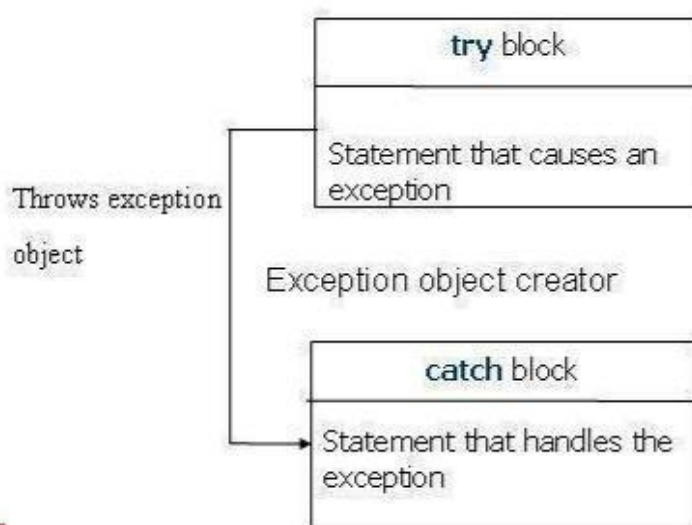 try block
Statement that causes an
exception
Throws exception
object
Exception object creator
catch block
Statement that handles the
exception